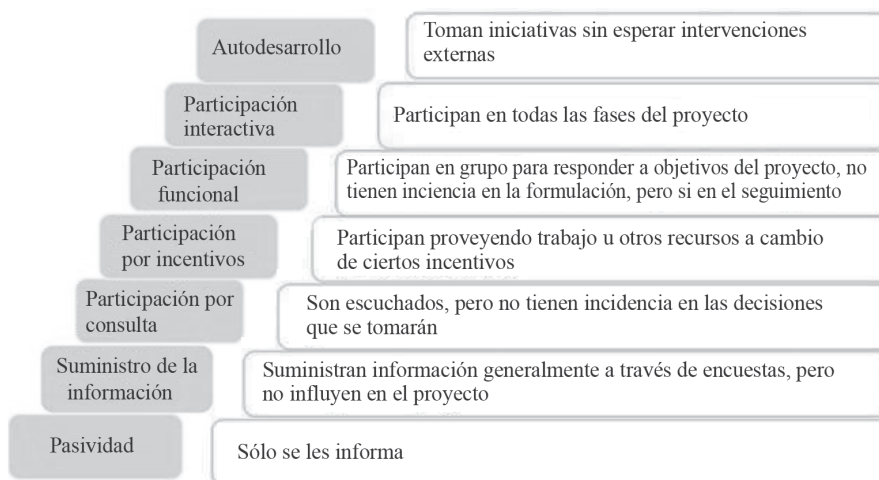 Autodesarrollo
Toman iniciativas sin esperar intervenciones
externas
Participación
interactiva
Participan en todas las fases del proyecto
Participación
funcional
Participan en grupo para responder a objetivos del proyecto, no
tienen inciencia en la formulación, pero si en el seguimiento
Participación
por incentivos
Participan proveyendo trabajo u otros recursos a cambio
de ciertos incentivos
Participación por
consulta
Son escuchados, pero no tienen incidencia en las decisiones
que se tomarán
Suministro de la
información
Suministran información generalmente a través de encuestas, pero
no influyen en el proyecto
Pasividad
Sólo se les informa